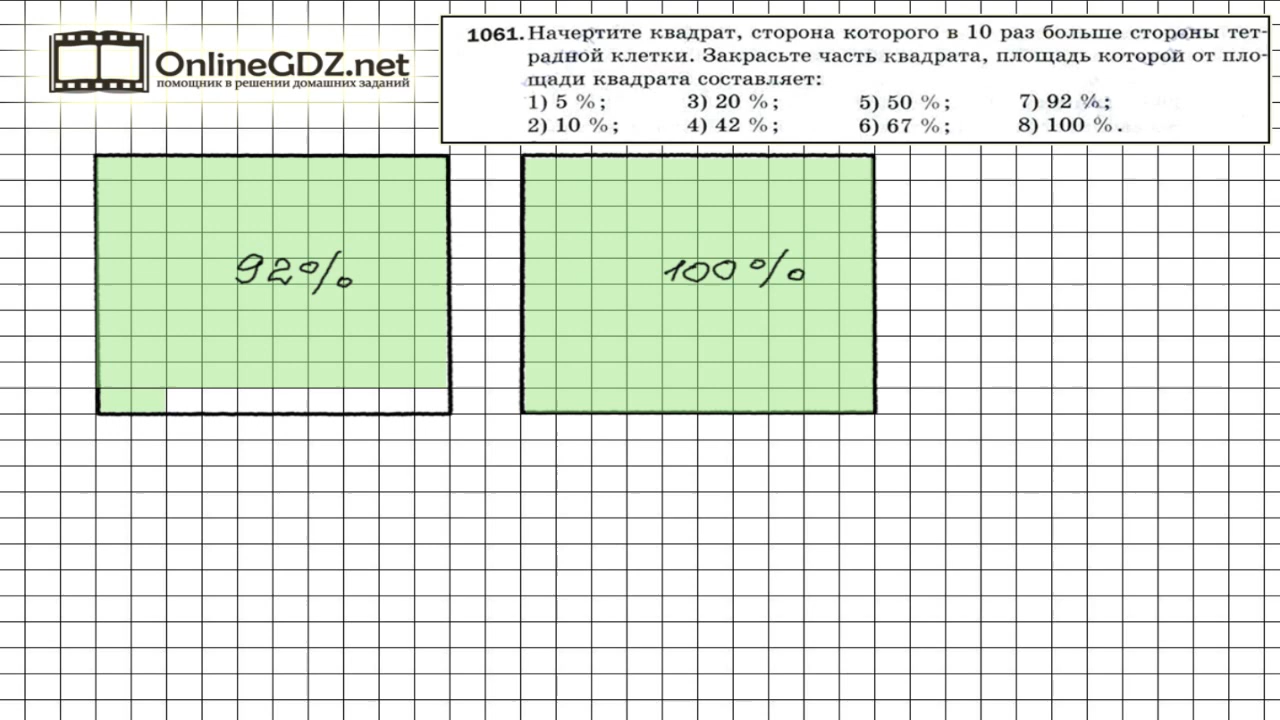 OnlineGDZ.net
помощник в решении домашних заданий
1061. Начертите квадрат, сторона которого в 10 раз больше стороны тет-
радной клетки. Закрасьте часть квадрата, площадь которой от пло-
щади квадрата составляет:
1) 5 %; 3) 20 %; 5) 50 %; 7) 92 %;
2) 10 %; 4) 42 %; 6) 67 %; 8) 100 %.
92% 100%